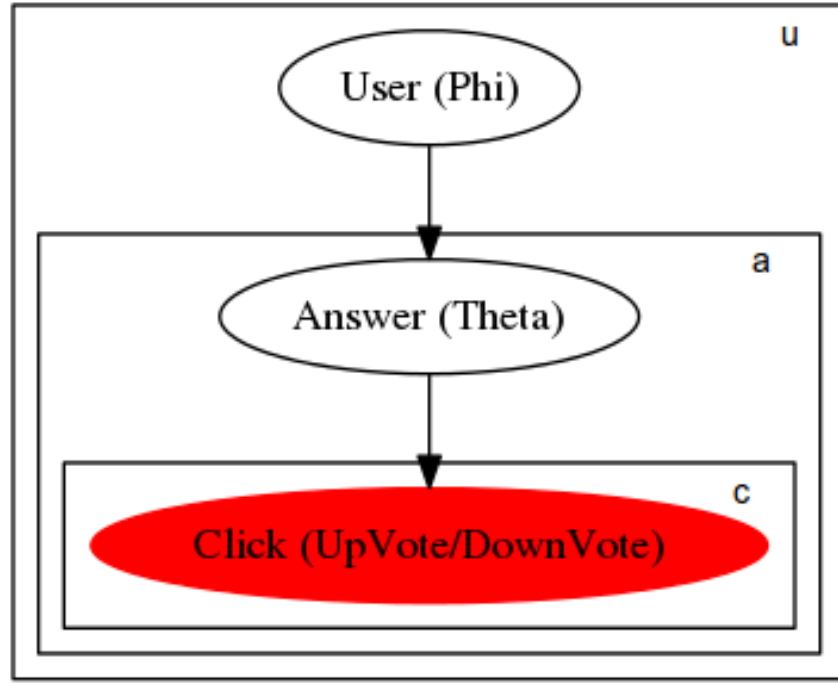 u
User (Phi)
a
Answer (Theta)
c
Click (UpVote/DownVote)